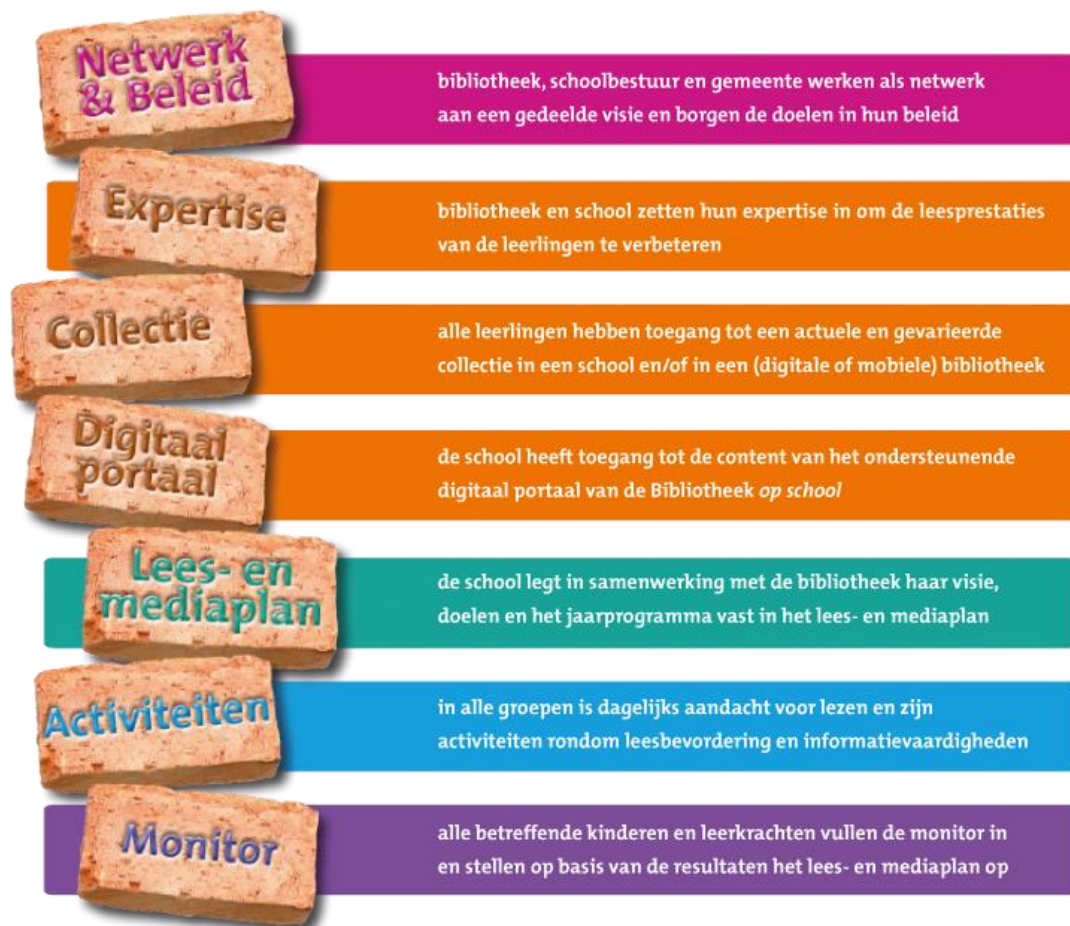 Netwerk
& Beleid
bibliotheek, schoolbestuur en gemeente werken als netwerk
aan een gedeelde visie en borgen de doelen in hun beleid
Expertise
bibliotheek en school zetten hun expertise in om de leesprestaties
van de leerlingen te verbeteren
Collectie
alle leerlingen hebben toegang tot een actuele en gevarieerde
collectie in een school en/of in een (digitale of mobiele) bibliotheek
Digitaal
portaal
de school heeft toegang tot de content van het ondersteunende
digitaal portaal van de Bibliotheek op school
Lees- en
mediaplan
de school legt in samenwerking met de bibliotheek haar visie,
doelen en het jaarprogramma vast in het lees- en mediaplan
Activiteiten
in alle groepen is dagelijks aandacht voor lezen en zijn
activiteiten rondom leesbevordering en informatievaardigheden
Monitor
alle betreffende kinderen en leerkrachten vullen de monitor in
en stellen op basis van de resultaten het lees- en mediaplan op